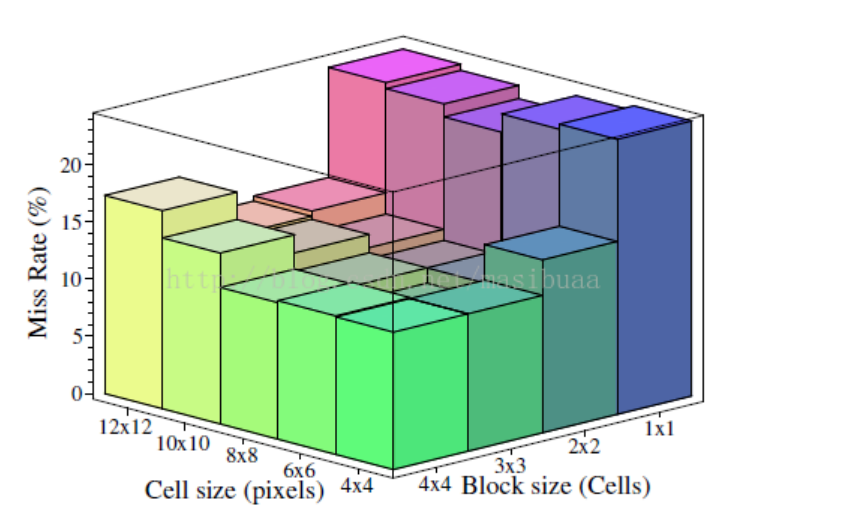 20
15
10
5
0
Miss Rate (%)
12x12
10x10
8x8
6x6
4x4
Cell size (pixels)
4x4
3x3
2x2
1x1
Block size (Cells)